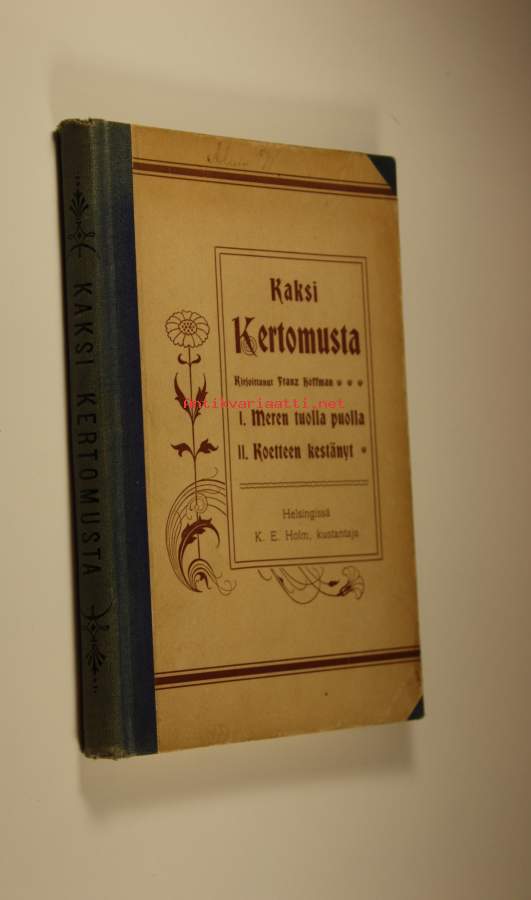 KAKSI KERTOMUSTA
Kaksi
Kertomusta
Kirjoittanut Franz Hoffman
antikvariaatti.net
I. Meren tuolla puolla
II. Koetteen kestänyt
Helsingissä
K. E. Holm, kustantaja